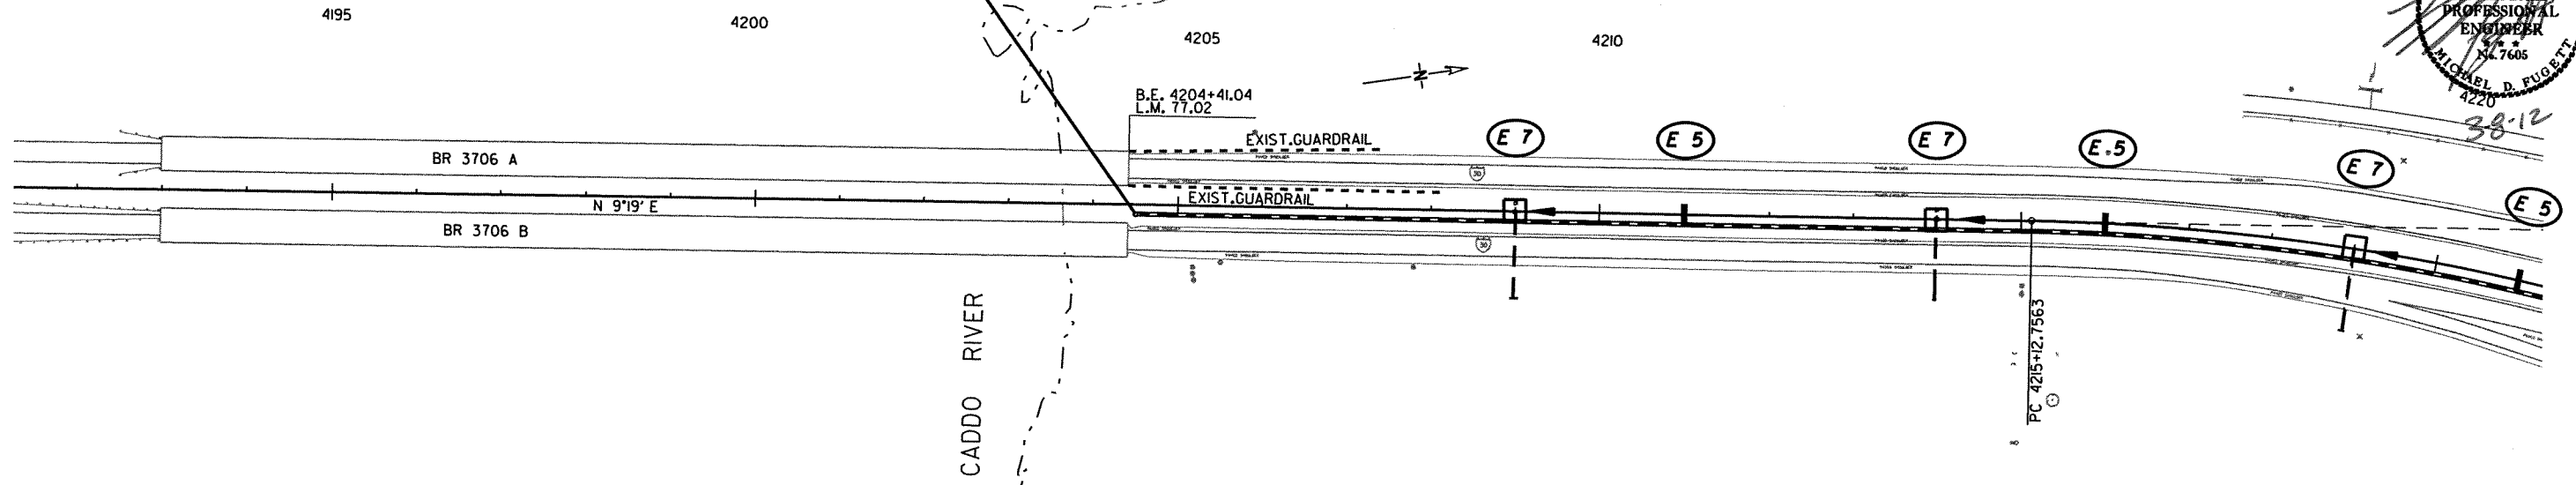 4195
4200
4205
4210
PROFESSIONAL
ENGINEER
* * *
No. 7605
MICHAEL D. FUGETT
4220
3-8-12
N
B.E. 4204+41.04
L.M. 77.02
EXIST.GUARDRAIL
E 7
E 5
E 7
E 5
E 7
E 5
BR 3706 A
30
N 9°19' E
EXIST.GUARDRAIL
BR 3706 B
30
CADDO RIVER
PC 4215+12.7563